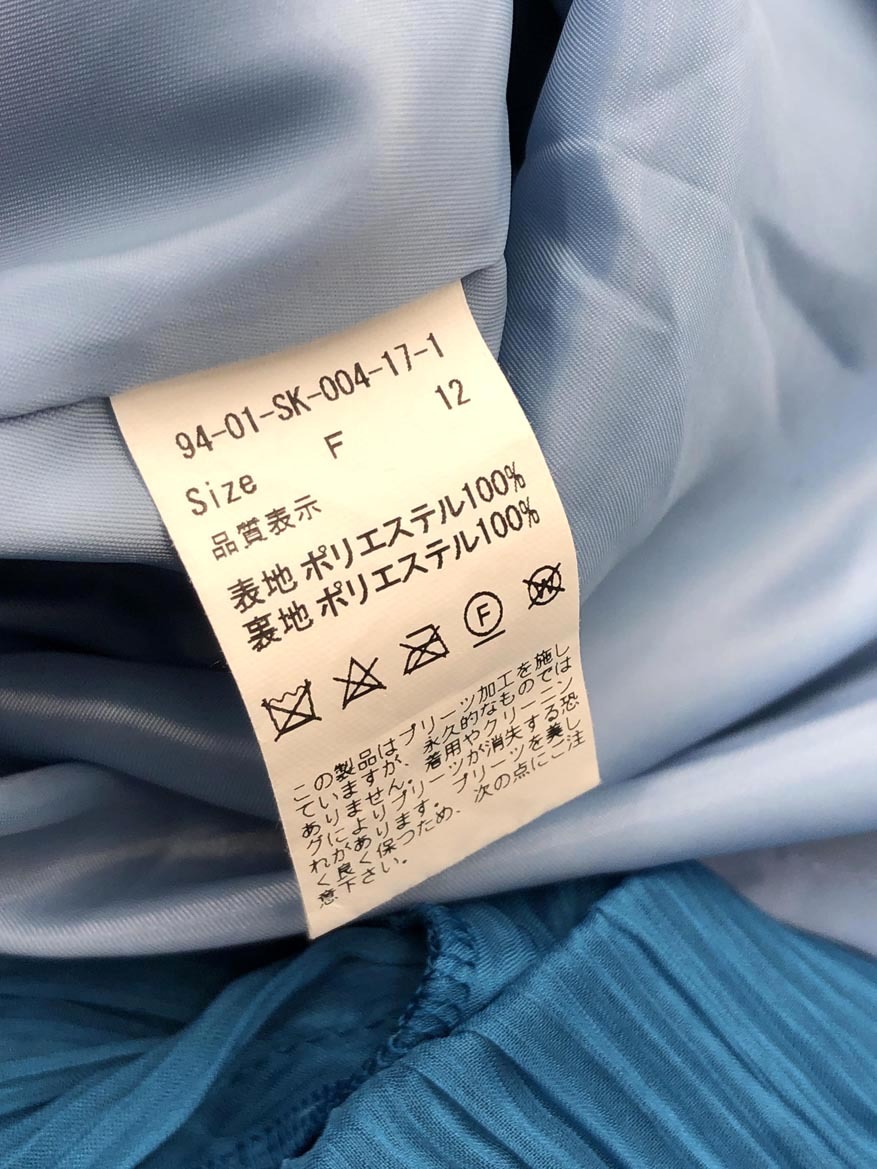 94-01-SK-004-17-1
Size F 12
品質表示
表地 ポリエステル100%
裏地 ポリエステル100%
F W
この製品はプリーツ加工を施し
ていますが、永久的なものでは
ありません。着用やクリーニン
グによりプリーツが消失する恐
れがあります。プリーツを美し
く良く保つため、次の点にご注
意下さい。